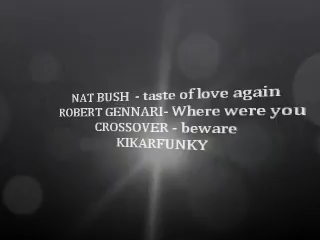 NAT BUSH - taste of love again
ROBERT GENNARI- Where were you
CROSSOVER - beware
KIKARFUNKY